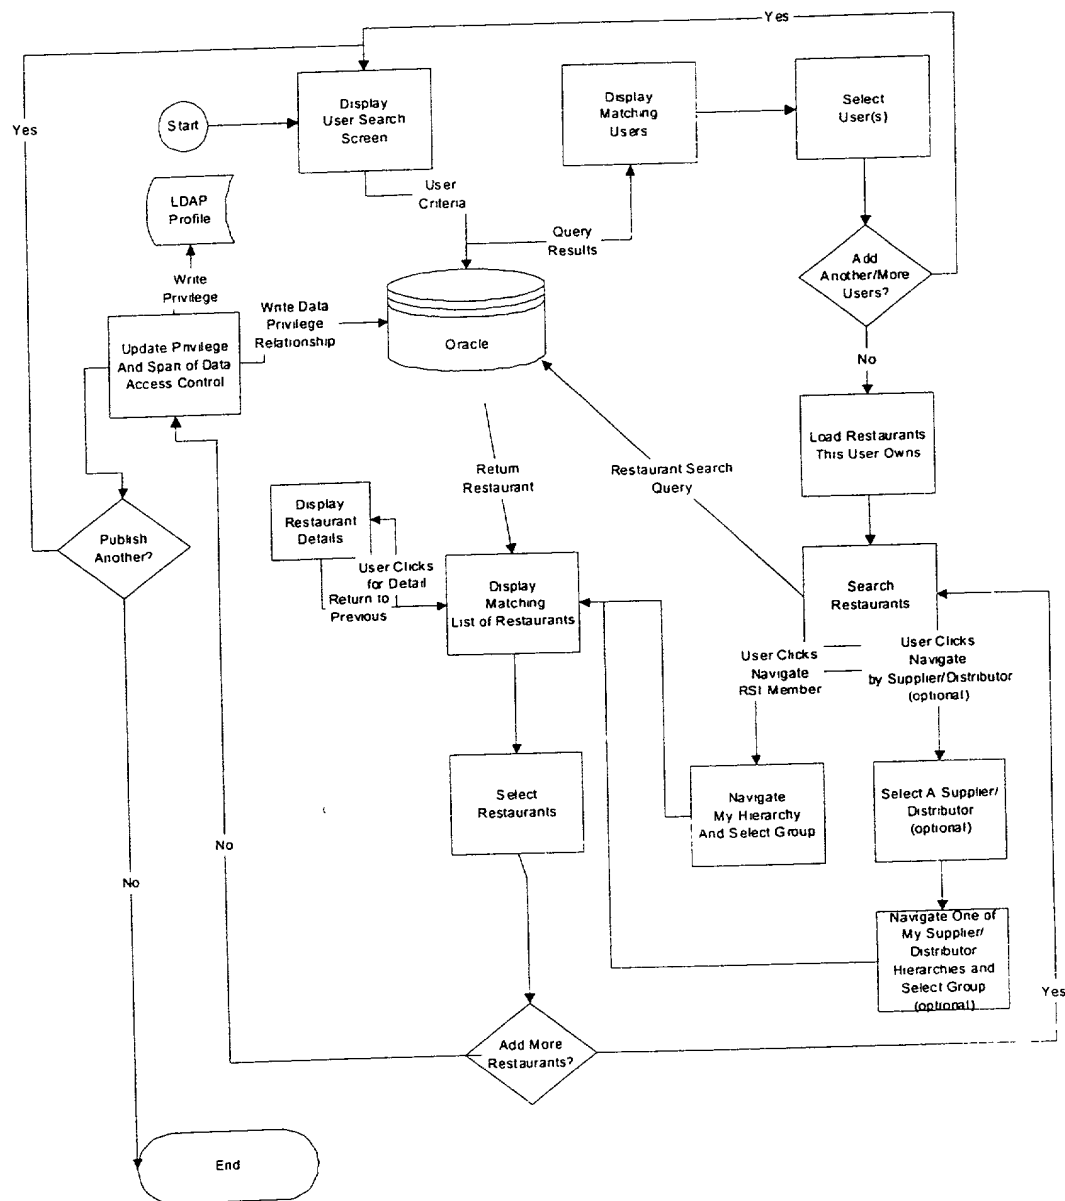 Yes
Yes
Start
Display
User Search
Screen
Display
Matching
Users
Select
User(s)
LDAP
Profile
User
Criteria
Query
Results
Add
Another/More
Users?
Write
Privilege
Write Data
Privilege
Relationship
Oracle
Update Privilege
And Span of Data
Access Control
No
Load Restaurants
This User Owns
Return
Restaurant
Restaurant Search
Query
Display
Restaurant
Details
Publish
Another?
User Clicks
for Detail
Return to
Previous
Display
Matching
List of Restaurants
Search
Restaurants
User Clicks
Navigate
RSI Member
User Clicks
Navigate
by Supplier/Distributor
(optional)
Select
Restaurants
Navigate
My Hierarchy
And Select Group
Select A Supplier/
Distributor
(optional)
No
No
Navigate One of
My Supplier/
Distributor
Hierarchies and
Select Group
(optional)
Yes
Add More
Restaurants?
End